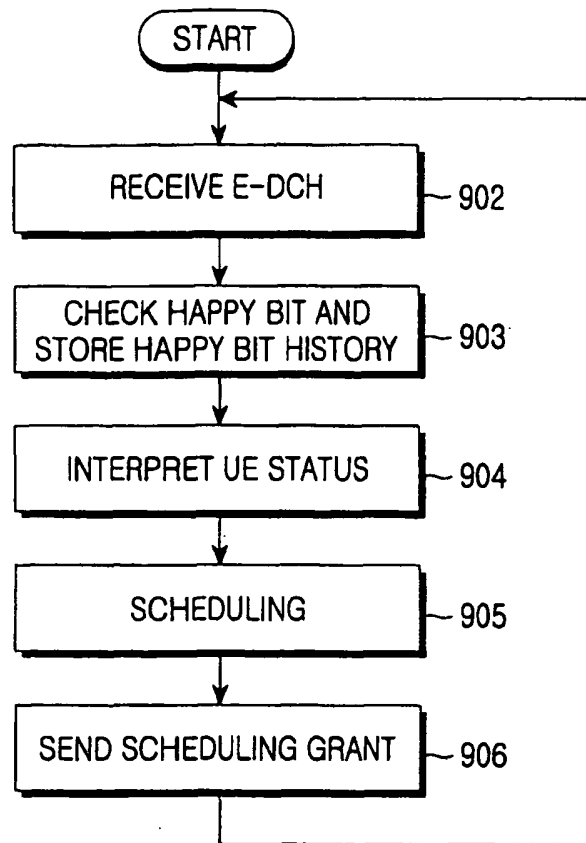 START
RECEIVE E-DCH
902
CHECK HAPPY BIT AND
STORE HAPPY BIT HISTORY
903
INTERPRET UE STATUS
904
SCHEDULING
905
SEND SCHEDULING GRANT
906